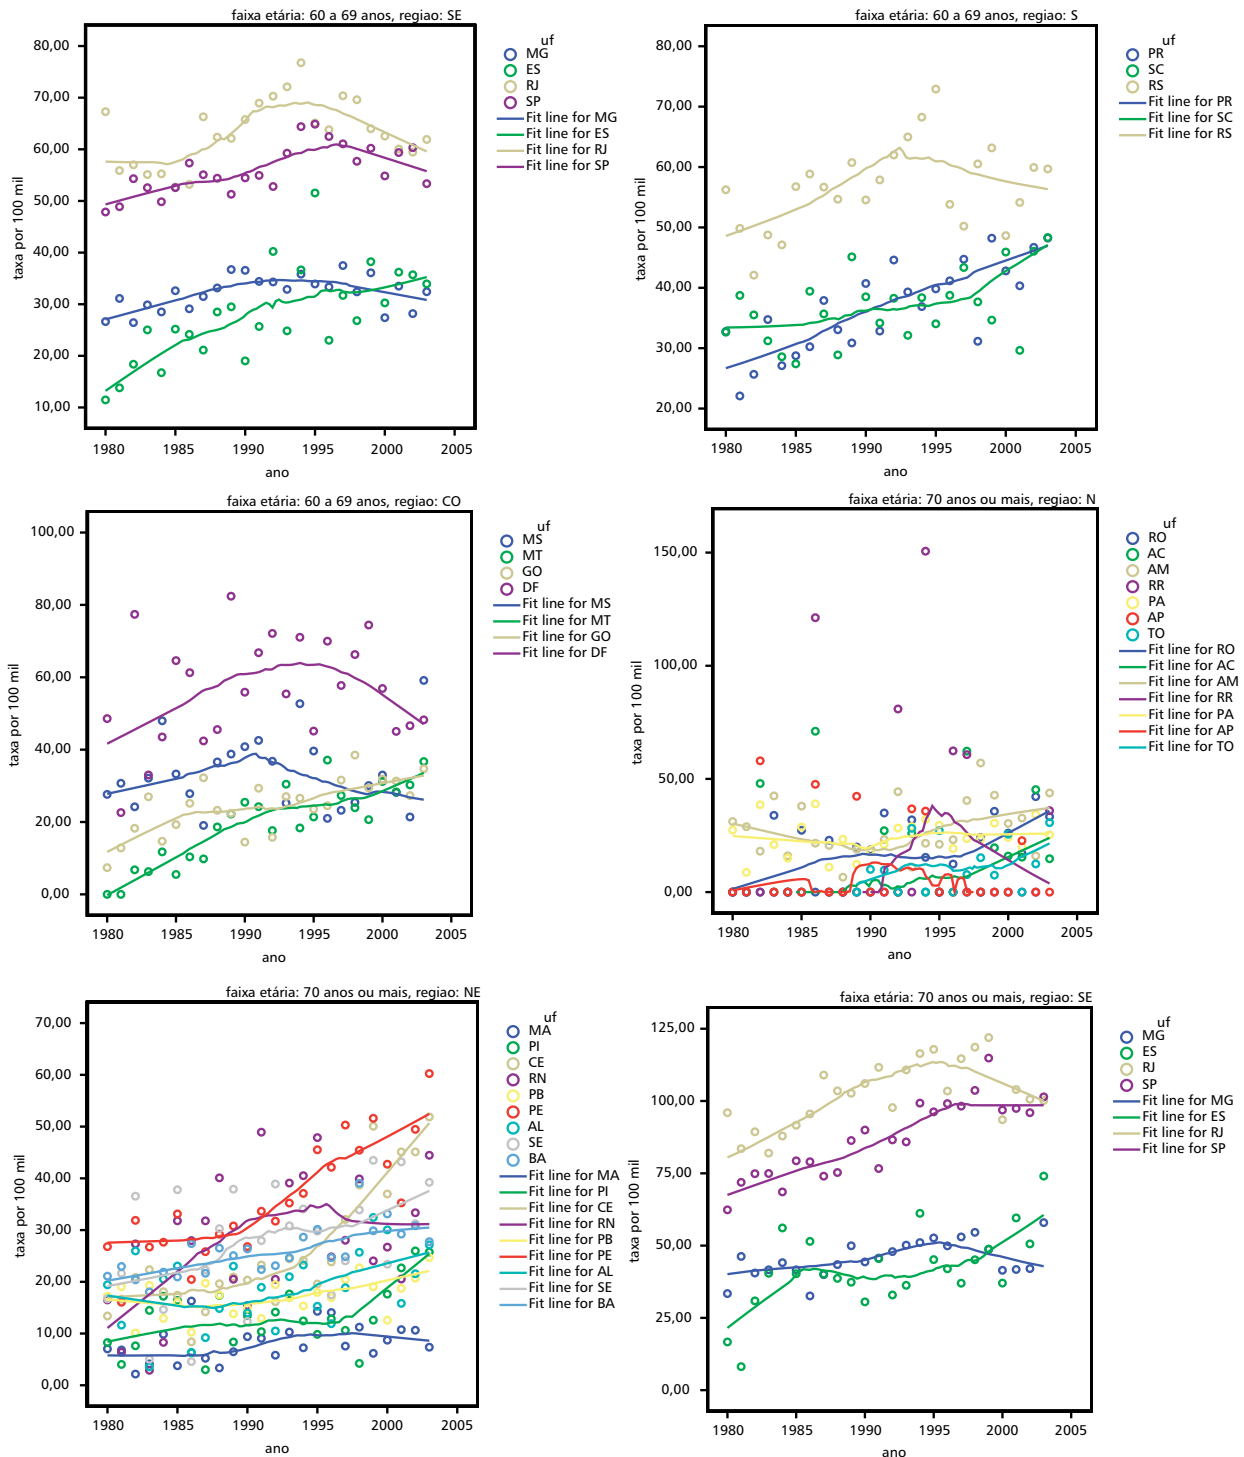 faixa etária: 60 a 69 anos, regiao: SE
80,00
70,00
60,00
50,00
40,00
30,00
20,00
10,00
taxa por 100 mil
1980 1985 1990 1995 2000 2005
ano
uf
MG
ES
RJ
SP
Fit line for MG
Fit line for ES
Fit line for RJ
Fit line for SP
faixa etária: 60 a 69 anos, regiao: S
80,00
70,00
60,00
50,00
40,00
30,00
20,00
taxa por 100 mil
1980 1985 1990 1995 2000 2005
ano
uf
PR
SC
RS
Fit line for PR
Fit line for SC
Fit line for RS
faixa etária: 60 a 69 anos, regiao: CO
100,00
80,00
60,00
40,00
20,00
0,00
taxa por 100 mil
1980 1985 1990 1995 2000 2005
ano
uf
MS
MT
GO
DF
Fit line for MS
Fit line for MT
Fit line for GO
Fit line for DF
faixa etária: 70 anos ou mais, regiao: N
150,00
100,00
50,00
0,00
taxa por 100 mil
1980 1985 1990 1995 2000 2005
ano
uf
RO
AC
AM
RR
PA
AP
TO
Fit line for RO
Fit line for AC
Fit line for AM
Fit line for RR
Fit line for PA
Fit line for AP
Fit line for TO
faixa etária: 70 anos ou mais, regiao: NE
70,00
60,00
50,00
40,00
30,00
20,00
10,00
0,00
taxa por 100 mil
1980 1985 1990 1995 2000 2005
ano
uf
MA
PI
CE
RN
PB
PE
AL
SE
BA
Fit line for MA
Fit line for PI
Fit line for CE
Fit line for RN
Fit line for PB
Fit line for PE
Fit line for AL
Fit line for SE
Fit line for BA
faixa etária: 70 anos ou mais, regiao: SE
125,00
100,00
75,00
50,00
25,00
0,00
taxa por 100 mil
1980 1985 1990 1995 2000 2005
ano
uf
MG
ES
RJ
SP
Fit line for MG
Fit line for ES
Fit line for RJ
Fit line for SP